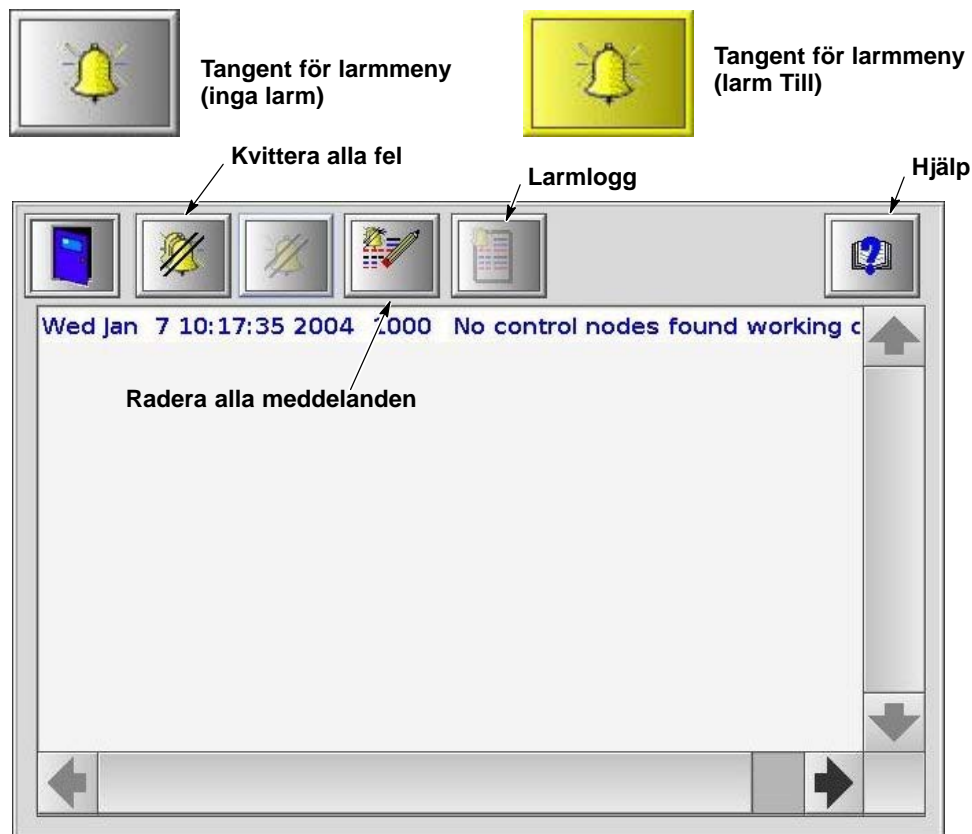 Tangent för larmmeny
(inga larm)
Tangent för larmmeny
(larm Till)
Kvittera alla fel
Larmlogg
Hjälp
Wed Jan 7 10:17:35 2004 1000 No control nodes found working c
Radera alla meddelanden